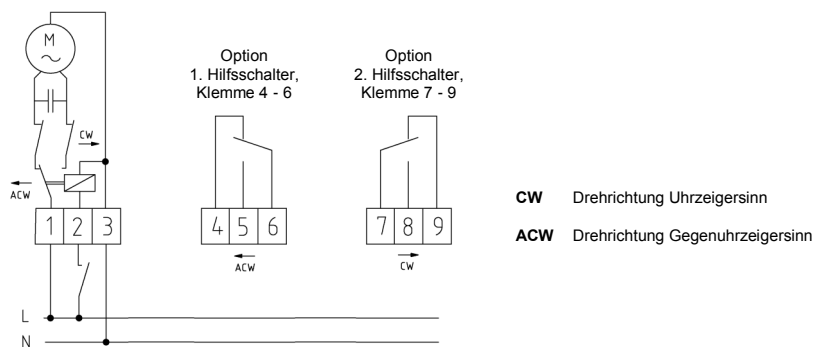 M
~
CW
ACW
1 2 3
L
N
Option
1. Hilfsschalter,
Klemme 4 - 6
4 5 6
ACW
Option
2. Hilfsschalter,
Klemme 7 - 9
7 8 9
CW
CW Drehrichtung Uhrzeigersinn
ACW Drehrichtung Gegenuhrzeigersinn